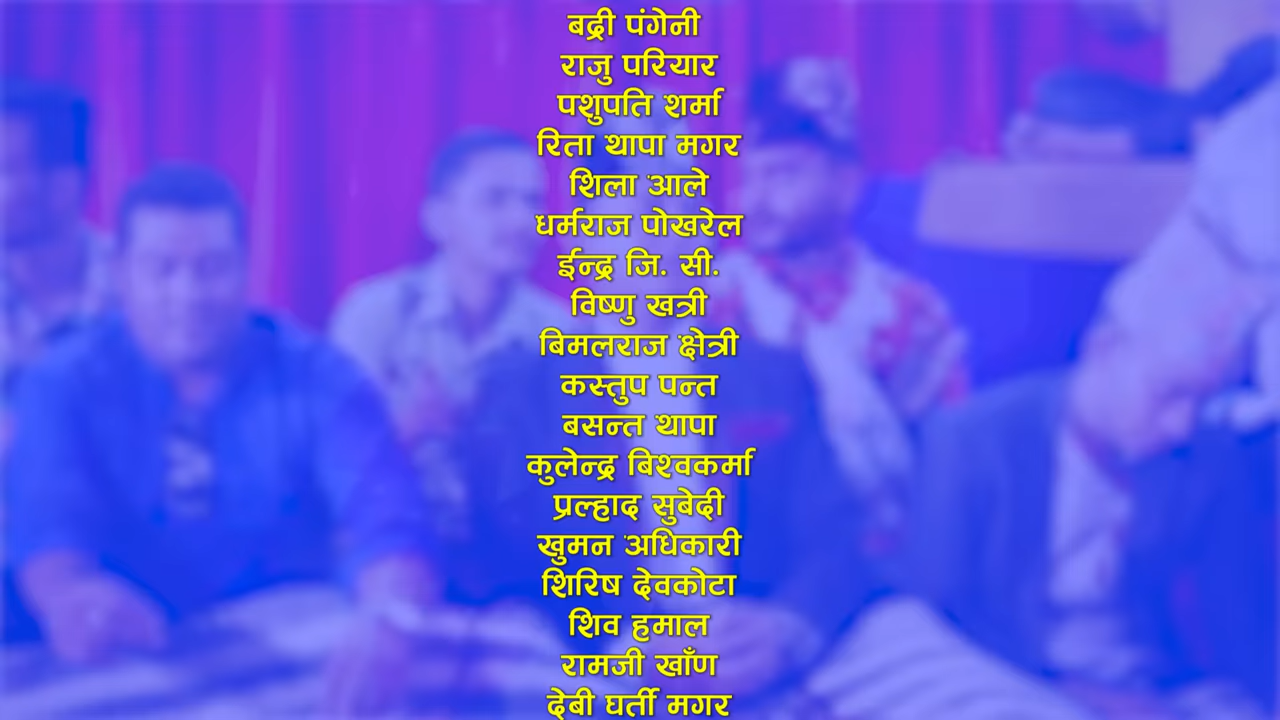 बद्री पंगेनी
राजु परियार
पशुपति शर्मा
रिता थापा मगर
शिला आले
धर्मराज पोखरेल
ईन्द्र जि. सी.
विष्णु खत्री
बिमलराज क्षेत्री
कस्तुप पन्त
बसन्त थापा
कुलेन्द्र बिश्वकर्मा
प्रल्हाद सुबेदी
खुमन अधिकारी
शिरिष देवकोटा
शिव हमाल
रामजी खाँण
देबी घर्ती मगर